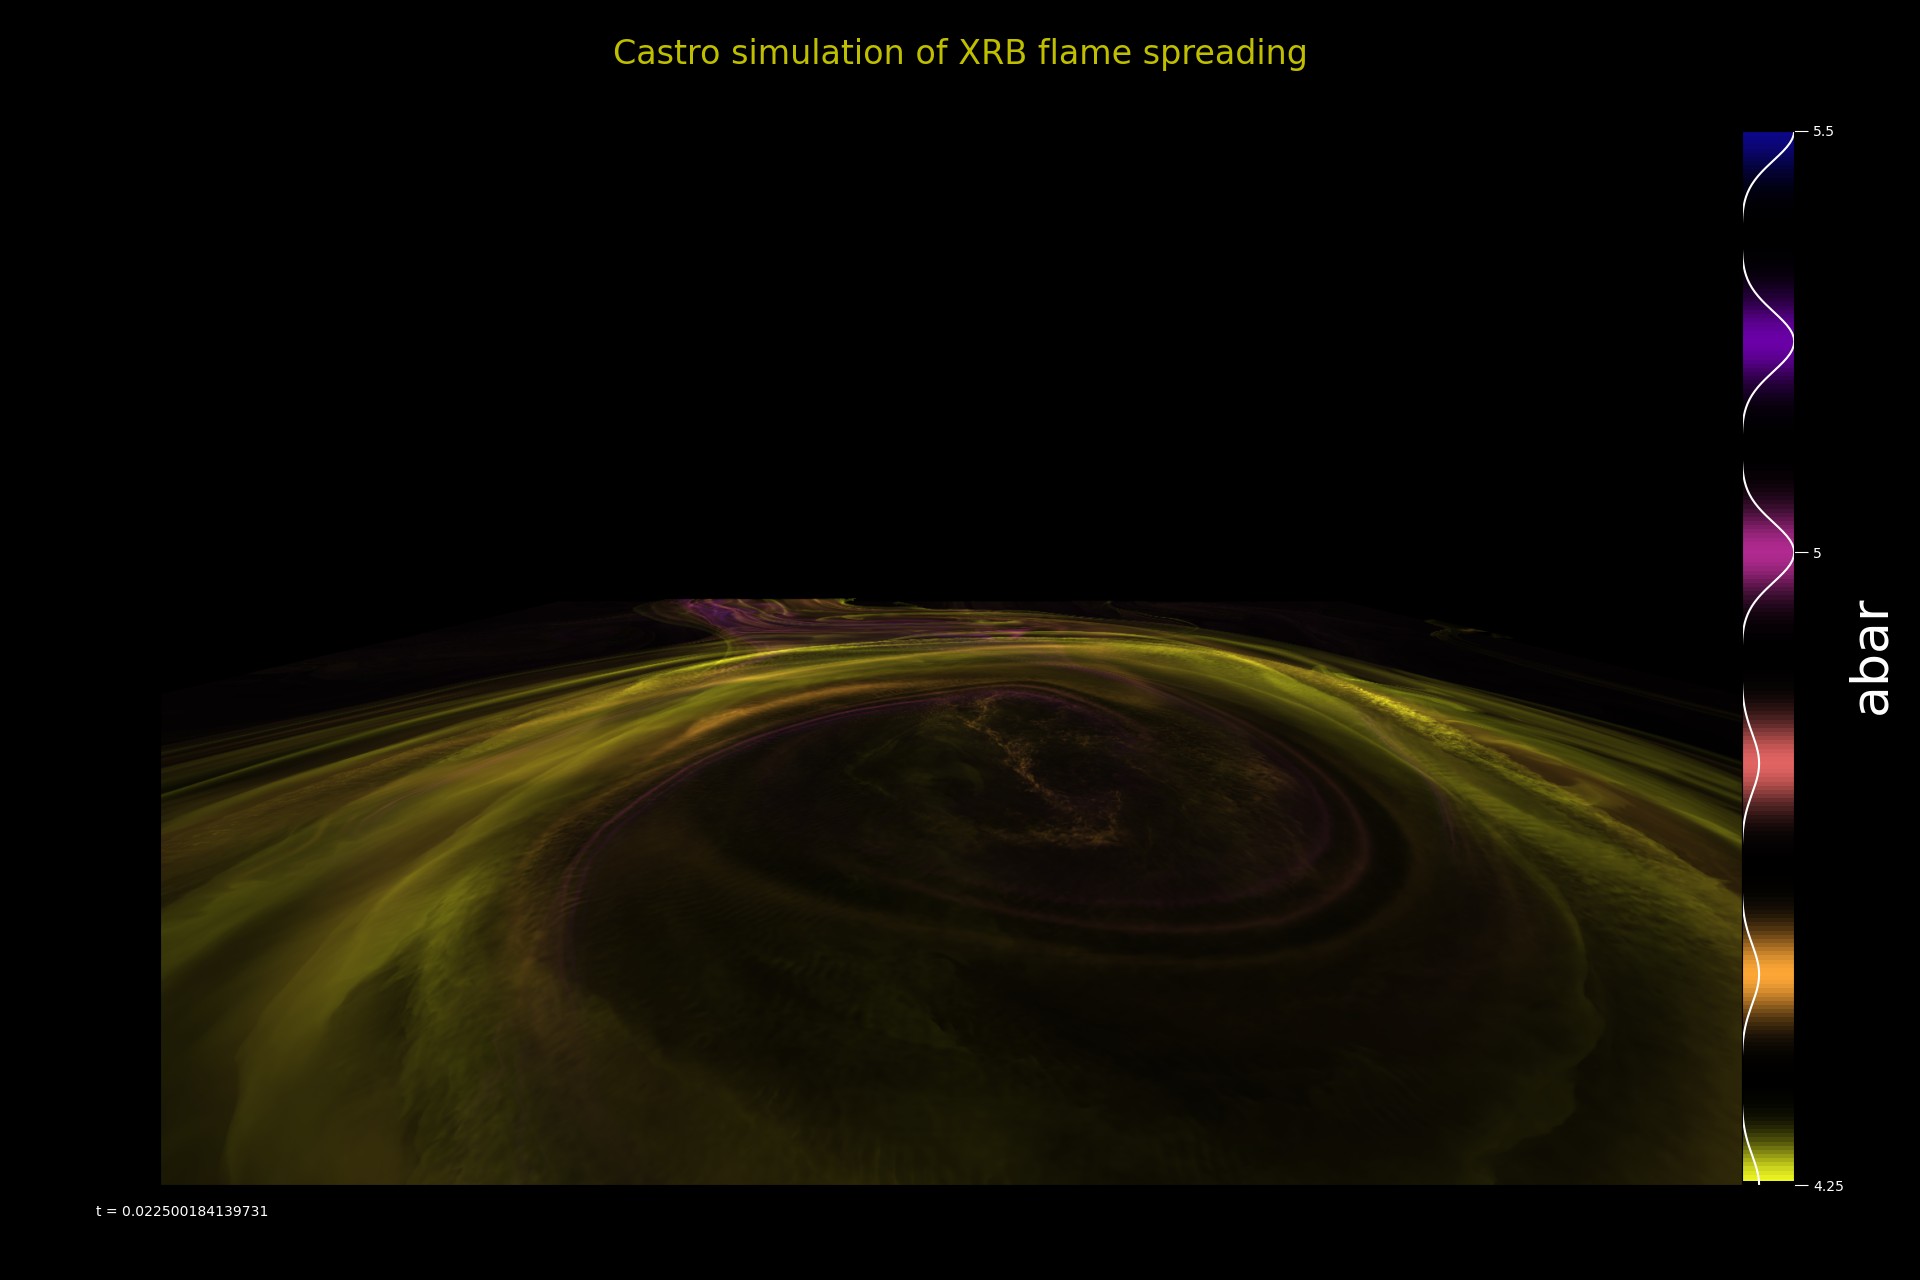 Castro simulation of XRB flame spreading
5.5
5
abar
4.25
t = 0.022500184139731